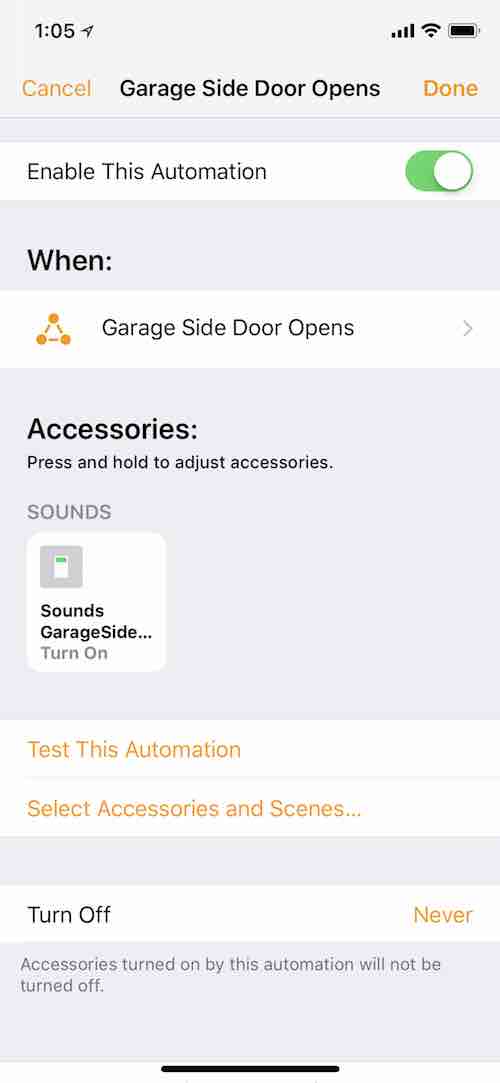 1:05
Cancel Garage Side Door Opens Done
Enable This Automation
When:
Garage Side Door Opens
Accessories:
Press and hold to adjust accessories.
SOUNDS
Sounds
GarageSide...
Turn On
Test This Automation
Select Accessories and Scenes...
Turn Off Never
Accessories turned on by this automation will not be
turned off.